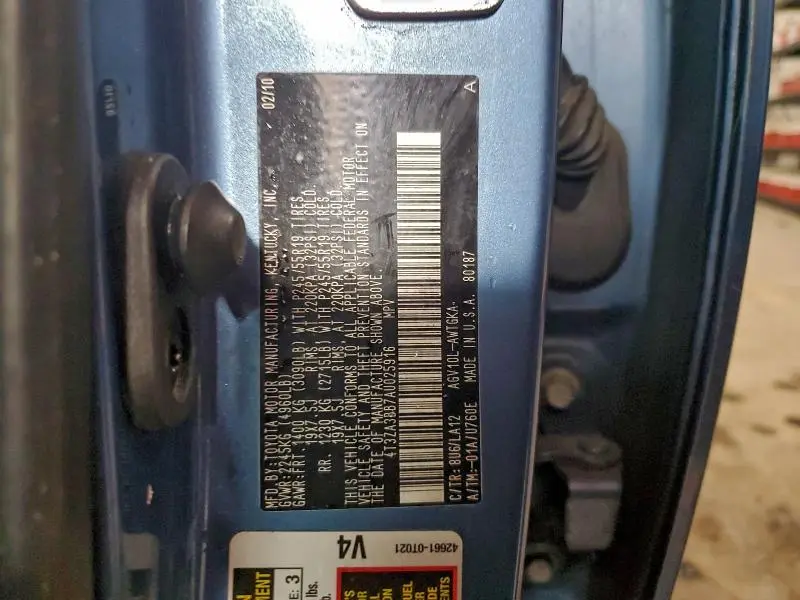 MFD. BY: TOYOTA MOTOR MANUFACTURING, KENTUCKY, INC. 02/10
GVWR: 2245KG (4960LB)
GAWR: FRT. 1400 KG (3090LB) WITH P245/55R19 TIRES,
19X7.5J RIMS, AT 220KPA (32PSI) COLD.
RR. 1230 KG (2715LB) WITH P245/55R19 TIRES,
19X7.5J RIMS, AT 220KPA (32PSI) COLD.
THIS VEHICLE CONFORMS TO ALL APPLICABLE FEDERAL MOTOR
VEHICLE SAFETY AND THEFT PREVENTION STANDARDS IN EFFECT ON
THE DATE OF MANUFACTURE SHOWN ABOVE.
4T3ZA3BB7AU025916 MPV
C/TR: 8U6/LA12 AGV10L-AWTGKA
A/TM: -01A/U760E MADE IN U.S.A. 80187 A
V4
42661-0T021
E: 3
lbs.